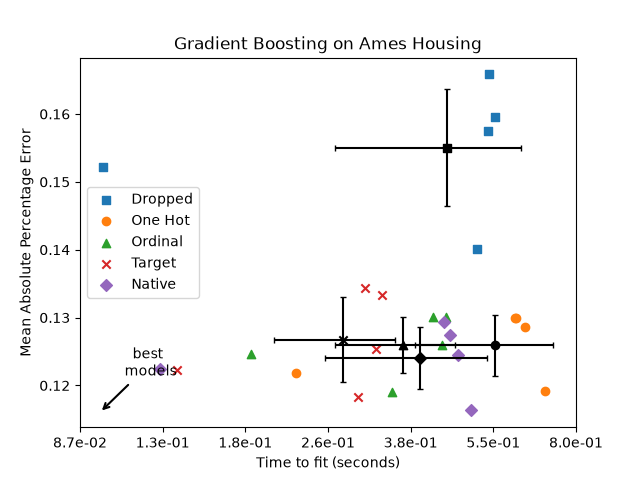 Gradient Boosting on Ames Housing
Mean Absolute Percentage Error
0.16
0.15
0.14
0.13
0.12
Dropped
One Hot
Ordinal
Target
Native
best
models
8.7e-02
1.3e-01
1.8e-01
2.6e-01
3.8e-01
5.5e-01
8.0e-01
Time to fit (seconds)